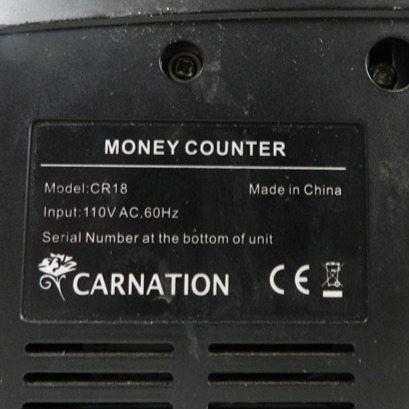 MONEY COUNTER
Model:CR18 Made in China
Input:110V AC,60Hz
Serial Number at the bottom of unit
CARNATION CE